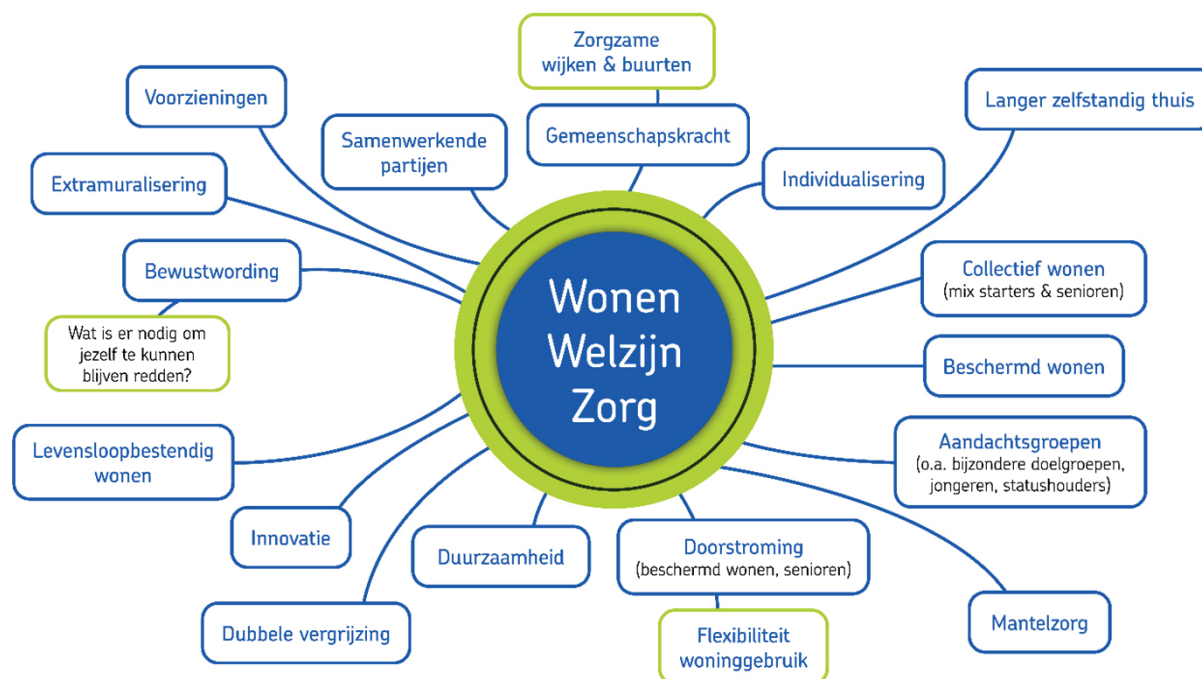 Zorgzame
wijken & buurten
Voorzieningen
Langer zelfstandig thuis
Samenwerkende
partijen
Gemeenschapskracht
Extramuralisering
Individualisering
Bewustwording
Wat is er nodig om
jezelf te kunnen
blijven redden?
Collectief wonen
(mix starters & senioren)
Wonen
Welzijn
Zorg
Beschermd wonen
Levensloopbestendig
wonen
Aandachtsgroepen
(o.a. bijzondere doelgroepen,
jongeren, statushouders)
Innovatie
Duurzaamheid
Doorstroming
(beschermd wonen, senioren)
Dubbele vergrijzing
Flexibiliteit
woninggebruik
Mantelzorg